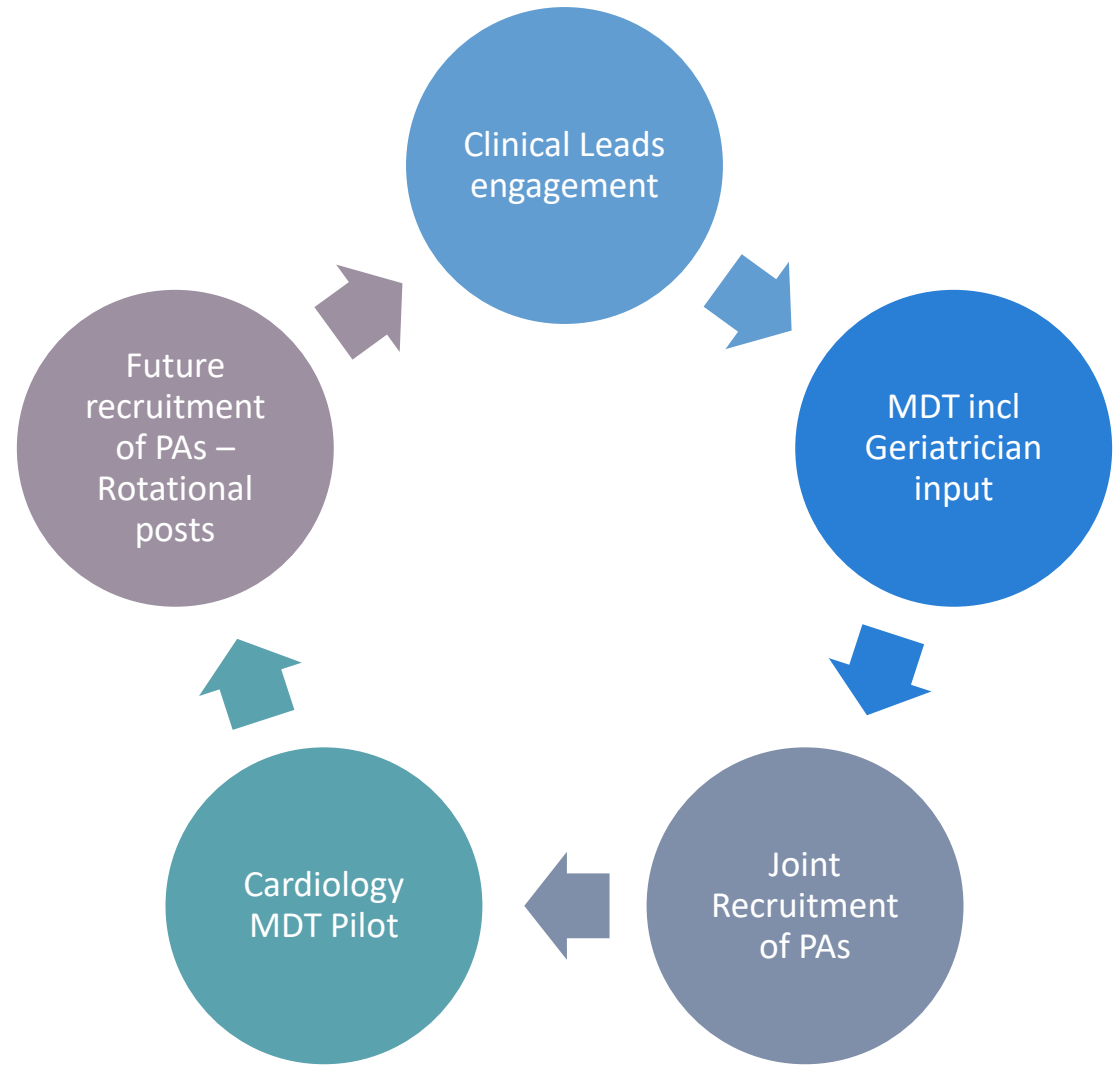 Clinical Leads
engagement
MDT incl
Geriatrician
input
Joint
Recruitment
of PAs
Cardiology
MDT Pilot
Future
recruitment
of PAs –
Rotational
posts